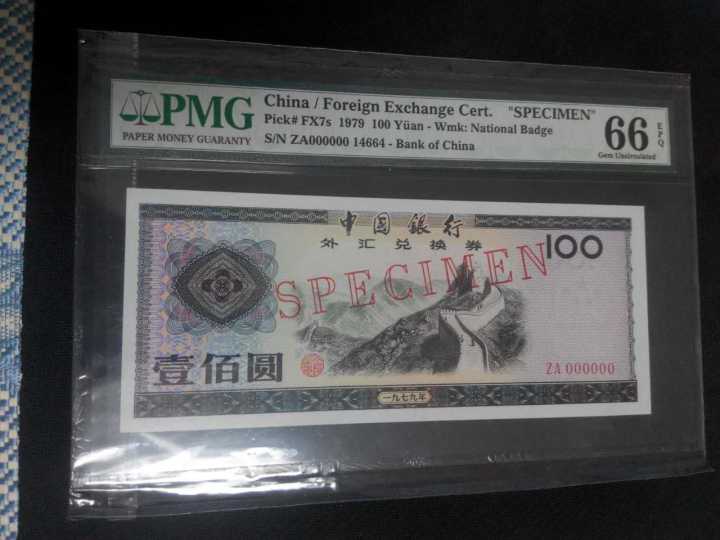 PMG
PAPER MONEY GUARANTY
China / Foreign Exchange Cert. "SPECIMEN"
Pick# FX7s 1979 100 Yüan - Wmk: National Badge
S/N ZA000000 14664 - Bank of China
66 EPQ
Gem Uncirculated
中国银行
外汇兑换券
100
SPECIMEN
壹佰圆
ZA 000000
一九七九年